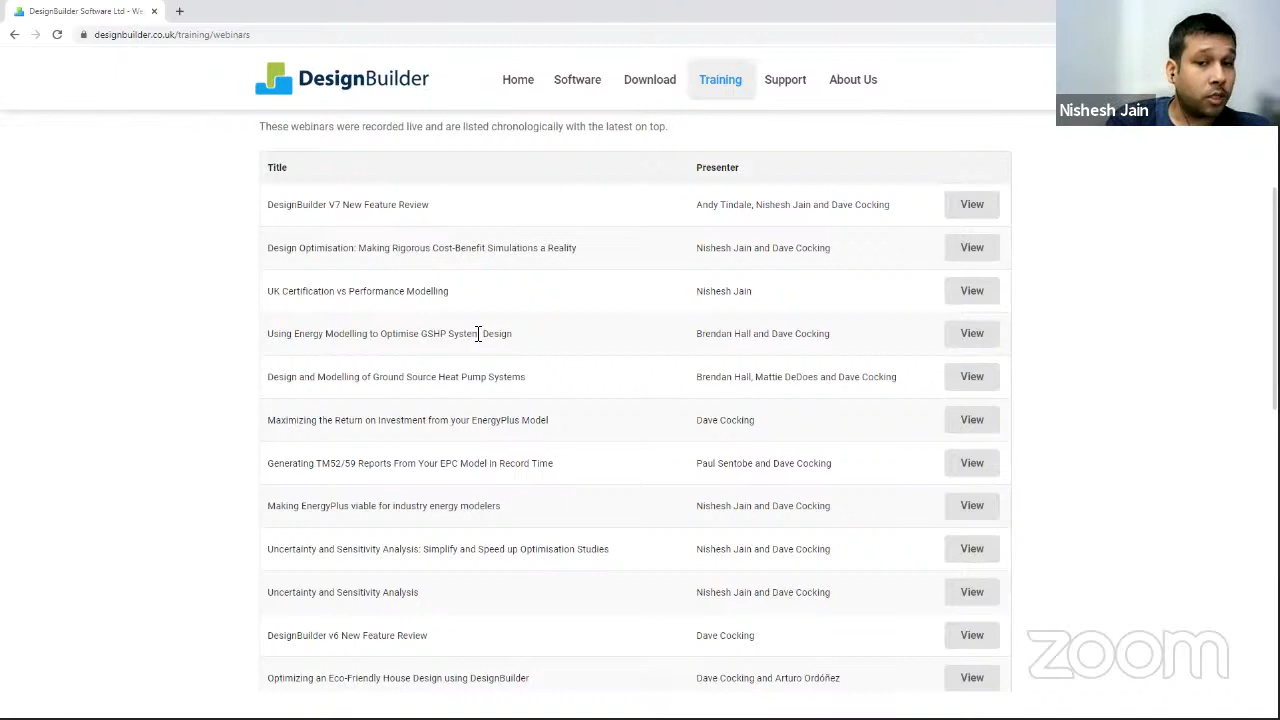 DesignBuilder Software Ltd - We
designbuilder.co.uk/training/webinars
DesignBuilder
Home Software Download Training Support About Us
Nishesh Jain
These webinars were recorded live and are listed chronologically with the latest on top.
Title Presenter
DesignBuilder V7 New Feature Review Andy Tindale, Nishesh Jain and Dave Cocking View
Design Optimisation: Making Rigorous Cost-Benefit Simulations a Reality Nishesh Jain and Dave Cocking View
UK Certification vs Performance Modelling Nishesh Jain View
Using Energy Modelling to Optimise GSHP System Design Brendan Hall and Dave Cocking View
Design and Modelling of Ground Source Heat Pump Systems Brendan Hall, Mattie DeDoes and Dave Cocking View
Maximizing the Return on Investment from your EnergyPlus Model Dave Cocking View
Generating TM52/59 Reports From Your EPC Model in Record Time Paul Sentobe and Dave Cocking View
Making EnergyPlus viable for industry energy modelers Nishesh Jain and Dave Cocking View
Uncertainty and Sensitivity Analysis: Simplify and Speed up Optimisation Studies Nishesh Jain and Dave Cocking View
Uncertainty and Sensitivity Analysis Nishesh Jain and Dave Cocking View
DesignBuilder v6 New Feature Review Dave Cocking View
Optimizing an Eco-Friendly House Design using DesignBuilder Dave Cocking and Arturo Ordóñez View
zoom